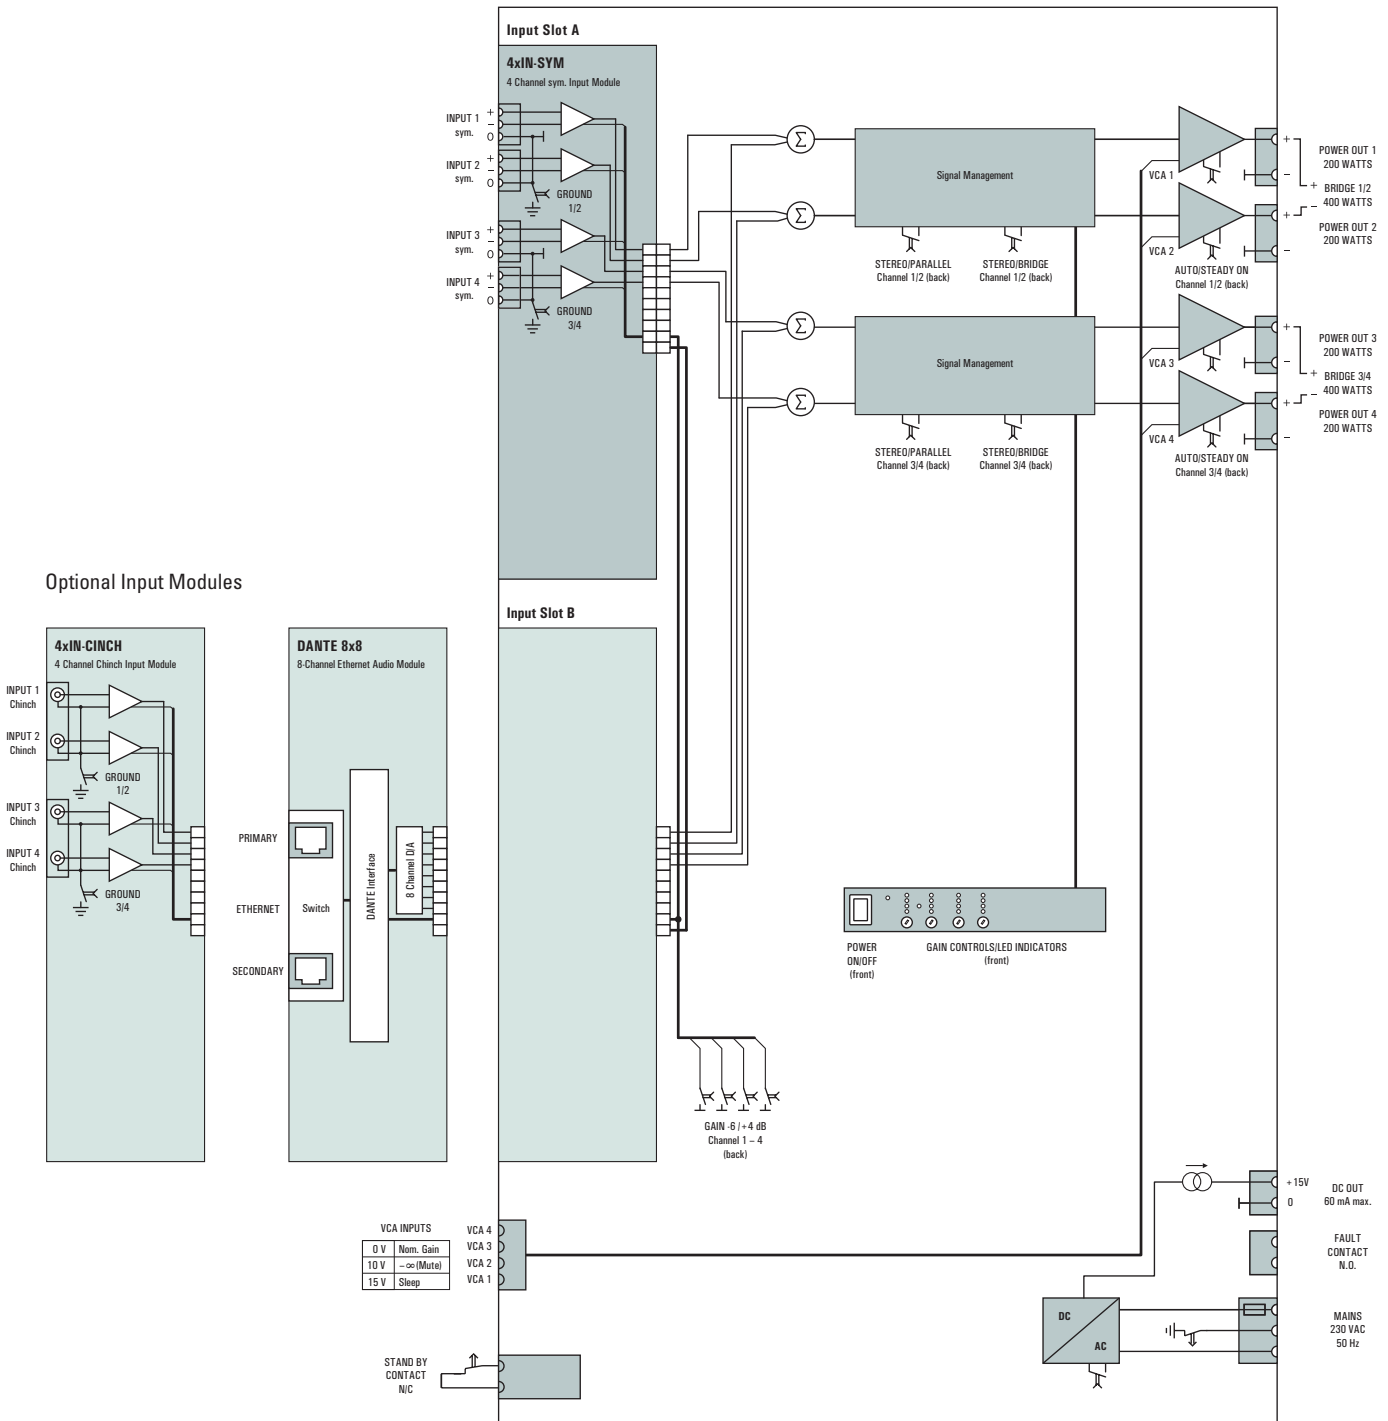 Input Slot A
4xIN-SYM
4 Channel sym. Input Module
INPUT 1
sym.
+
−
0
INPUT 2
sym.
+
−
0
GROUND
1/2
INPUT 3
sym.
+
−
0
INPUT 4
sym.
+
−
0
GROUND
3/4
Σ
Σ
Σ
Σ
Signal Management
STEREO/PARALLEL
Channel 1/2 (back)
STEREO/BRIDGE
Channel 1/2 (back)
Signal Management
STEREO/PARALLEL
Channel 3/4 (back)
STEREO/BRIDGE
Channel 3/4 (back)
VCA 1
VCA 2
AUTO/STEADY ON
Channel 1/2 (back)
VCA 3
VCA 4
AUTO/STEADY ON
Channel 3/4 (back)
+
−
+
−
POWER OUT 1
200 WATTS
+ BRIDGE 1/2
− 400 WATTS
POWER OUT 2
200 WATTS
+
−
+
−
POWER OUT 3
200 WATTS
+ BRIDGE 3/4
− 400 WATTS
POWER OUT 4
200 WATTS
Optional Input Modules
4xIN-CINCH
4 Channel Chinch Input Module
INPUT 1
Chinch
INPUT 2
Chinch
GROUND
1/2
INPUT 3
Chinch
INPUT 4
Chinch
GROUND
3/4
DANTE 8x8
8-Channel Ethernet Audio Module
PRIMARY
ETHERNET
Switch
SECONDARY
DANTE Interface
8 Channel D/A
Input Slot B
POWER
ON/OFF
(front)
GAIN CONTROLS/LED INDICATORS
(front)
GAIN -6 / +4 dB
Channel 1 – 4
(back)
VCA INPUTS
0 V Nom. Gain
10 V −∞(Mute)
15 V Sleep
VCA 4
VCA 3
VCA 2
VCA 1
STAND BY
CONTACT
N/C
+15V
0
DC OUT
60 mA max.
FAULT
CONTACT
N.O.
DC
AC
MAINS
230 VAC
50 Hz